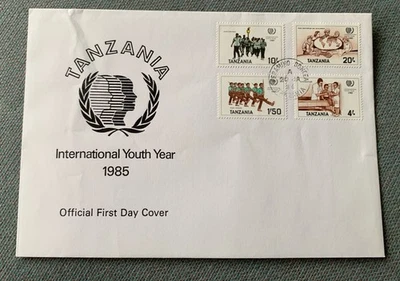 TANZANIA
International Youth Year
1985
Official First Day Cover
10/-
TANZANIA
20/-
TANZANIA
1/50
TANZANIA
4/-
TANZANIA